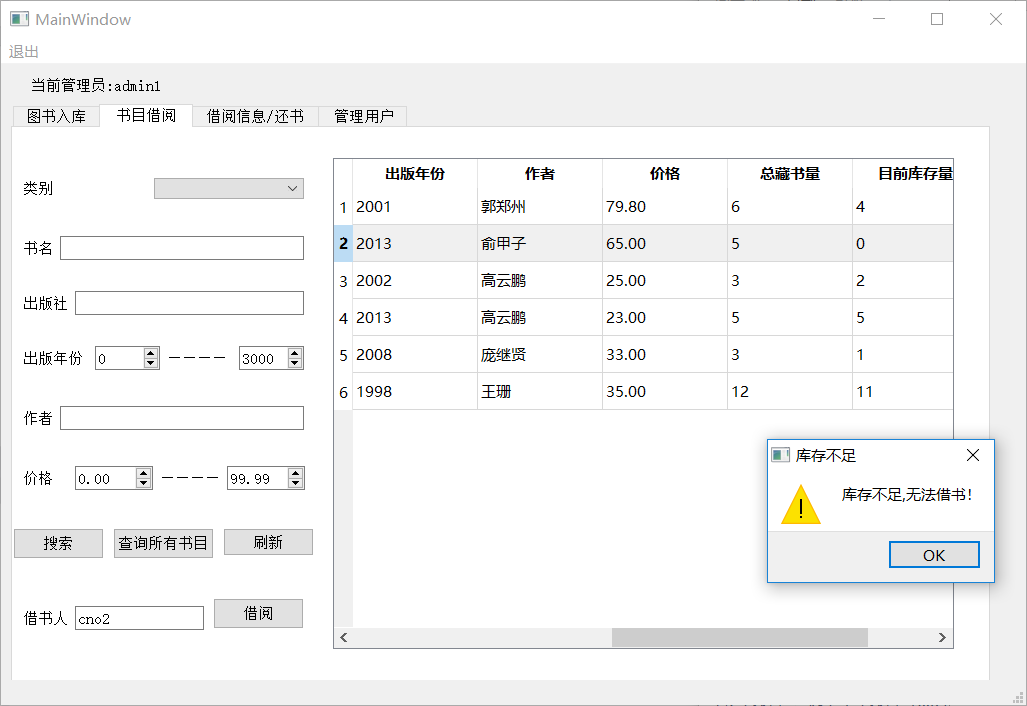 MainWindow
退出
当前管理员:admin1
图书入库 书目借阅 借阅信息/还书 管理用户
类别
书名
出版社
出版年份 0 ———— 3000
作者
价格 0.00 ———— 99.99
搜索 查询所有书目 刷新
借书人 cno2 借阅
出版年份 作者 价格 总藏书量 目前库存量
1 2001 郭郑州 79.80 6 4
2 2013 俞甲子 65.00 5 0
3 2002 高云鹏 25.00 3 2
4 2013 高云鹏 23.00 5 5
5 2008 庞继贤 33.00 3 1
6 1998 王珊 35.00 12 11
库存不足
库存不足,无法借书!
OK